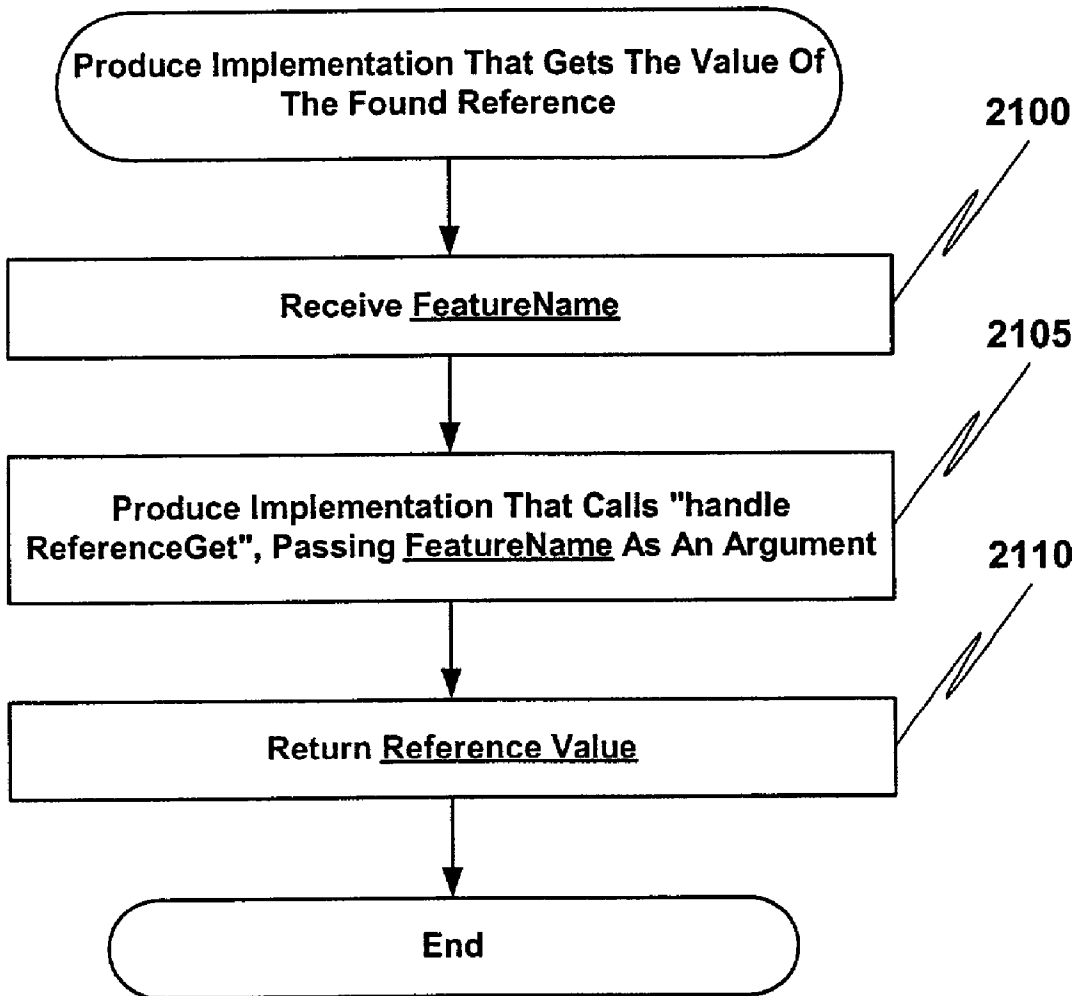 Produce Implementation That Gets The Value Of
The Found Reference
2100
Receive FeatureName
2105
Produce Implementation That Calls "handle
ReferenceGet", Passing FeatureName As An Argument
2110
Return Reference Value
End